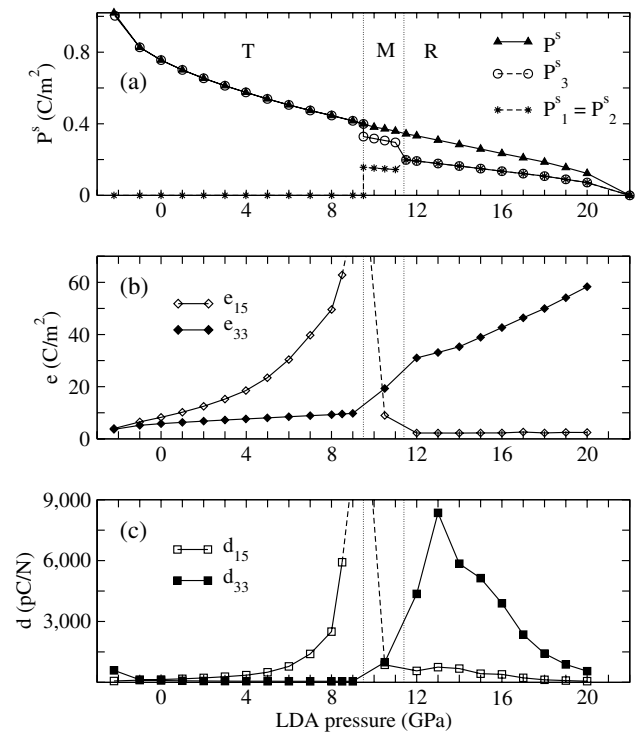 0.8
0.4
0
P^s (C/m^2)
(a)
T
M
R
P^s
P^s_3
P^s_1 = P^s_2
0 4 8 12 16 20
60
40
20
0
e (C/m^2)
(b)
e_15
e_33
0 4 8 12 16 20
9,000
6,000
3,000
d (pC/N)
(c)
d_15
d_33
0 4 8 12 16 20
LDA pressure (GPa)